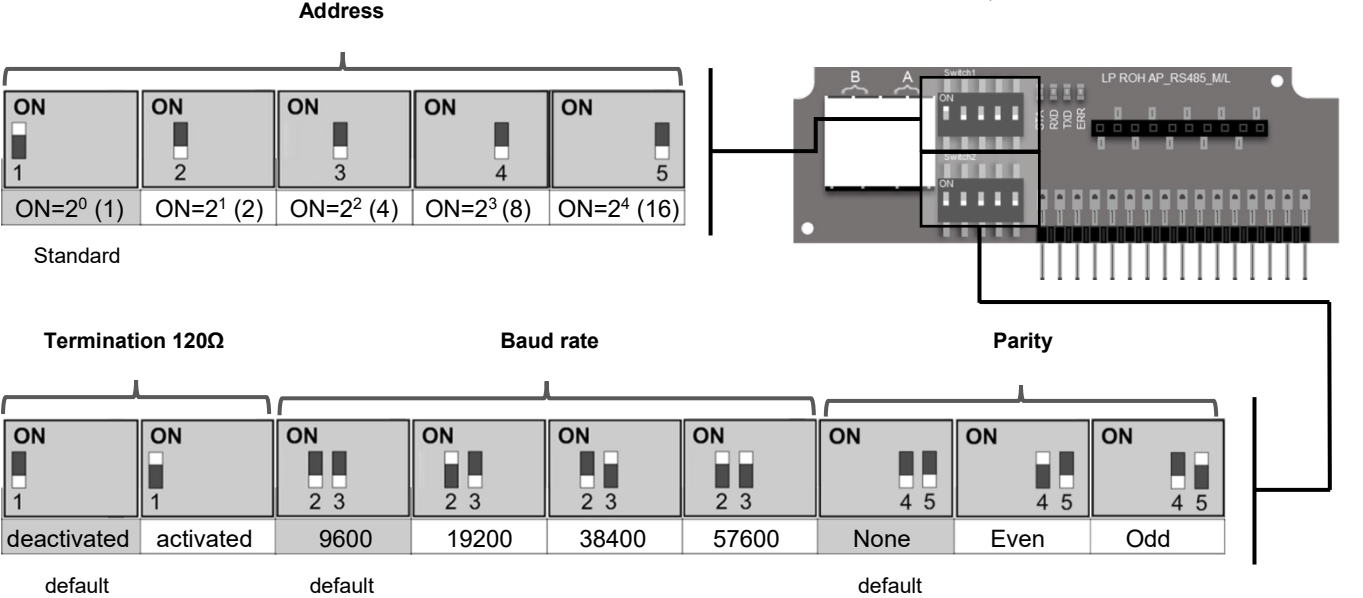 Address
ON ON ON ON ON
1 2 3 4 5
ON=2⁰ (1) ON=2¹ (2) ON=2² (4) ON=2³ (8) ON=2⁴ (16)
Standard
B A Switch1 LP ROH AP_RS485_M/L
ON
STA RXD TXD ERR
Switch2
ON
Termination 120Ω Baud rate Parity
ON ON ON ON ON ON ON ON ON
1 1 2 3 2 3 2 3 2 3 4 5 4 5 4 5
deactivated activated 9600 19200 38400 57600 None Even Odd
default default default